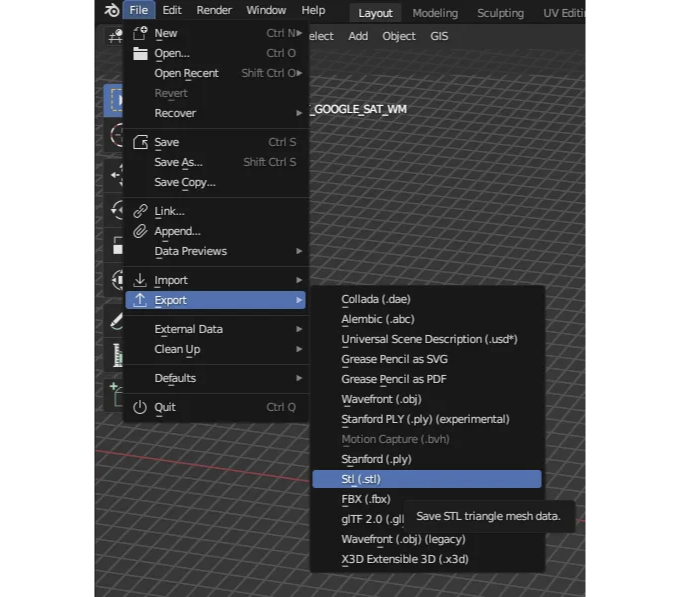 File Edit Render Window Help Layout Modeling Sculpting UV Editi
elect Add Object GIS
New Ctrl N
Open... Ctrl O
Open Recent Shift Ctrl O
Revert
_GOOGLE_SAT_WM
Recover
Save Ctrl S
Save As... Shift Ctrl S
Save Copy...
Link...
Append...
Data Previews
Import
Export
External Data
Clean Up
Defaults
Quit Ctrl Q
Collada (.dae)
Alembic (.abc)
Universal Scene Description (.usd*)
Grease Pencil as SVG
Grease Pencil as PDF
Wavefront (.obj)
Stanford PLY (.ply) (experimental)
Motion Capture (.bvh)
Stanford (.ply)
Stl (.stl)
FBX (.fbx)
glTF 2.0 (.gl
Save STL triangle mesh data.
Wavefront (.obj) (legacy)
X3D Extensible 3D (.x3d)